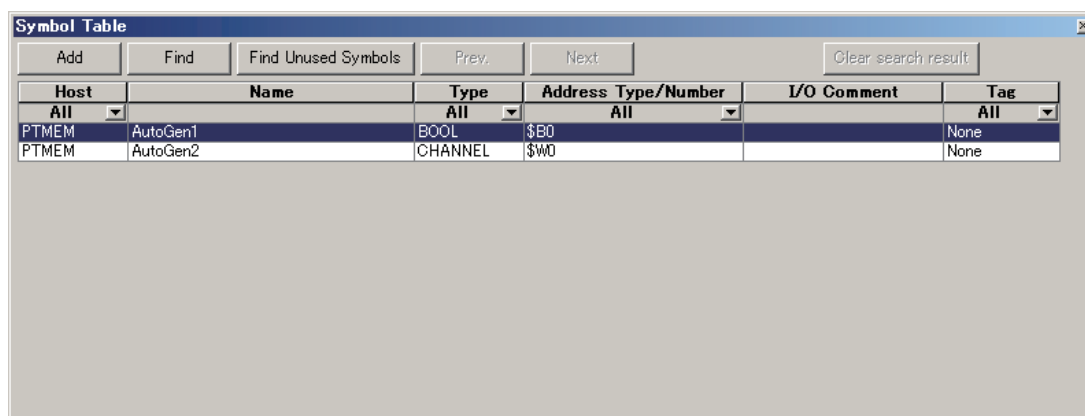 Symbol Table
Add Find Find Unused Symbols Prev. Next Clear search result
Host Name Type Address Type/Number I/O Comment Tag
All All All All
PTMEM AutoGen1 BOOL $B0 None
PTMEM AutoGen2 CHANNEL $W0 None